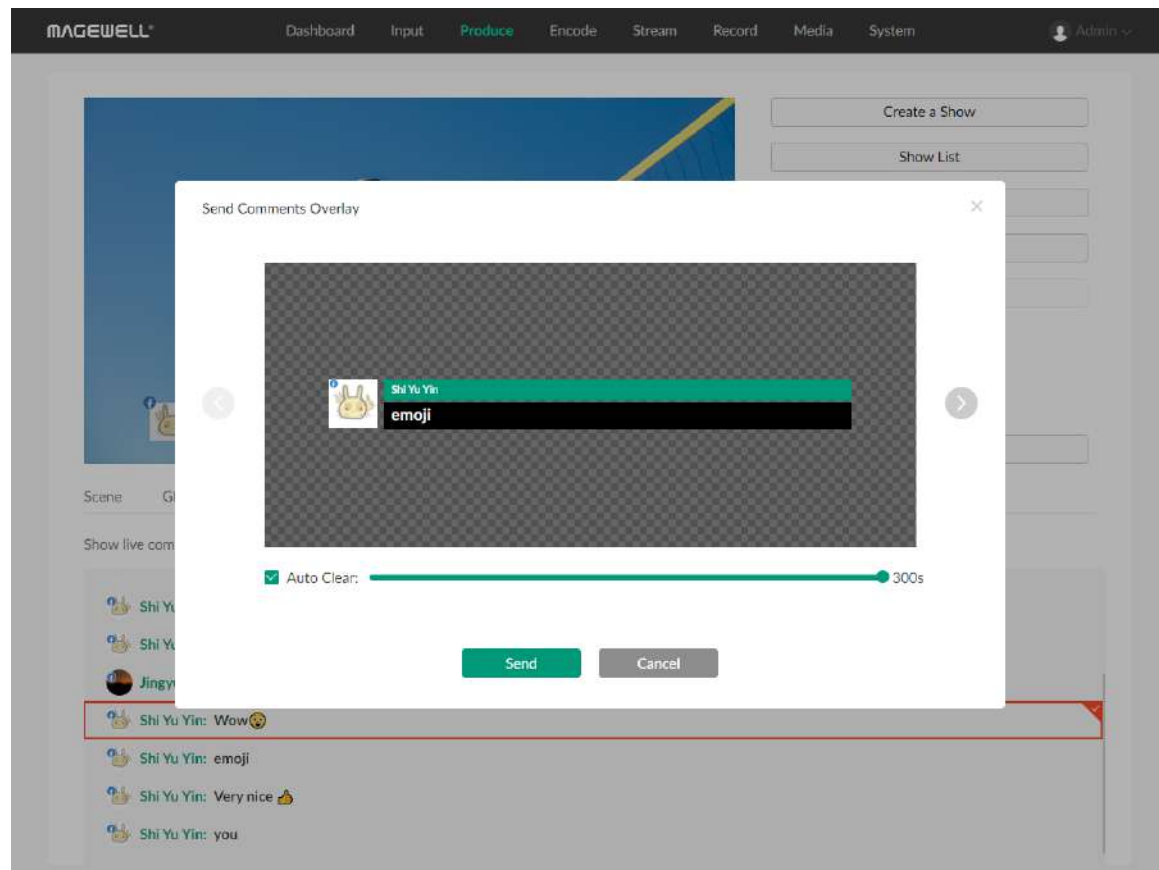 MAGEWELL
Dashboard Input Produce Encode Stream Record Media System Admin
Create a Show
Show List
Send Comments Overlay
Shi Yu Yin
emoji
Scene
Show live com
Auto Clear: 300s
Shi Yu
Shi Yu
Jingyu
Send Cancel
Shi Yu Yin: Wow😮
Shi Yu Yin: emoji
Shi Yu Yin: Very nice 👍
Shi Yu Yin: you